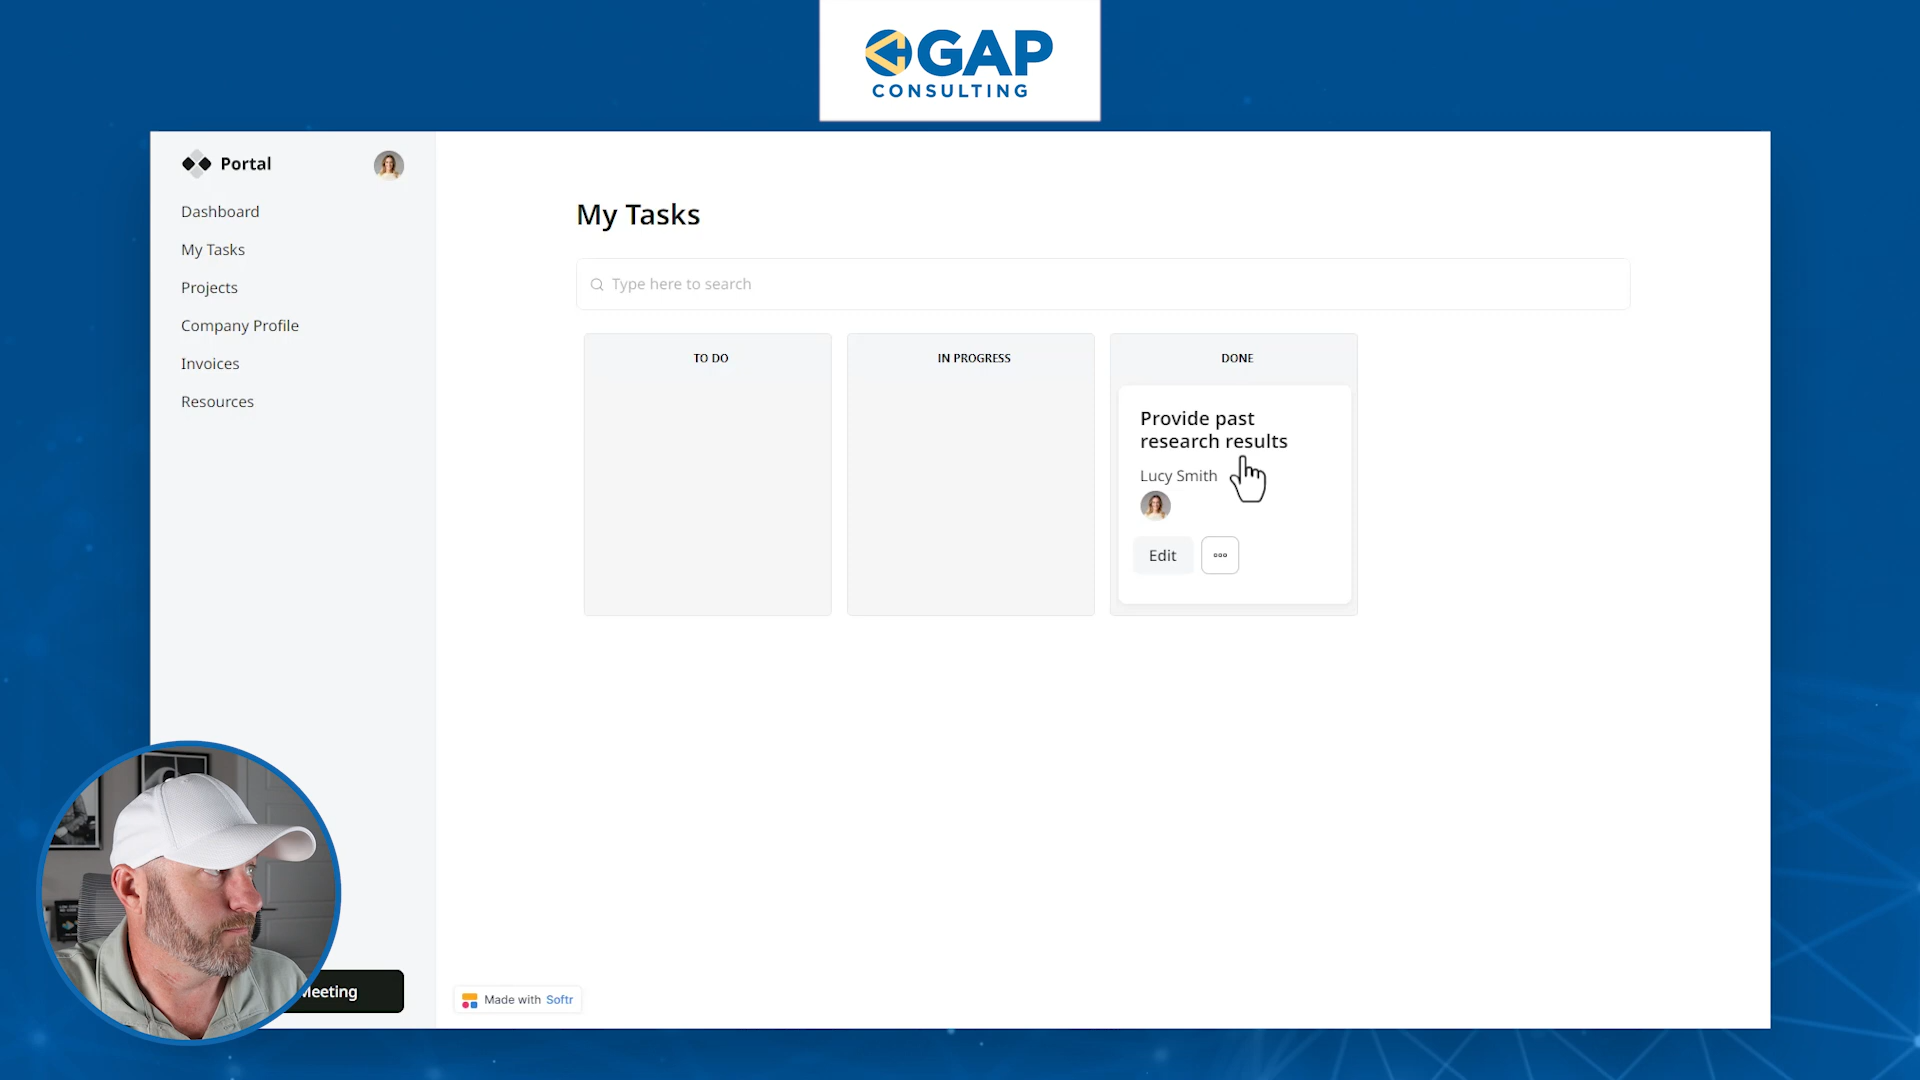 GAP
CONSULTING
Portal
Dashboard
My Tasks
Projects
Company Profile
Invoices
Resources
My Tasks
Type here to search
TO DO
IN PROGRESS
DONE
Provide past
research results
Lucy Smith
Edit
Meeting
Made with Softr